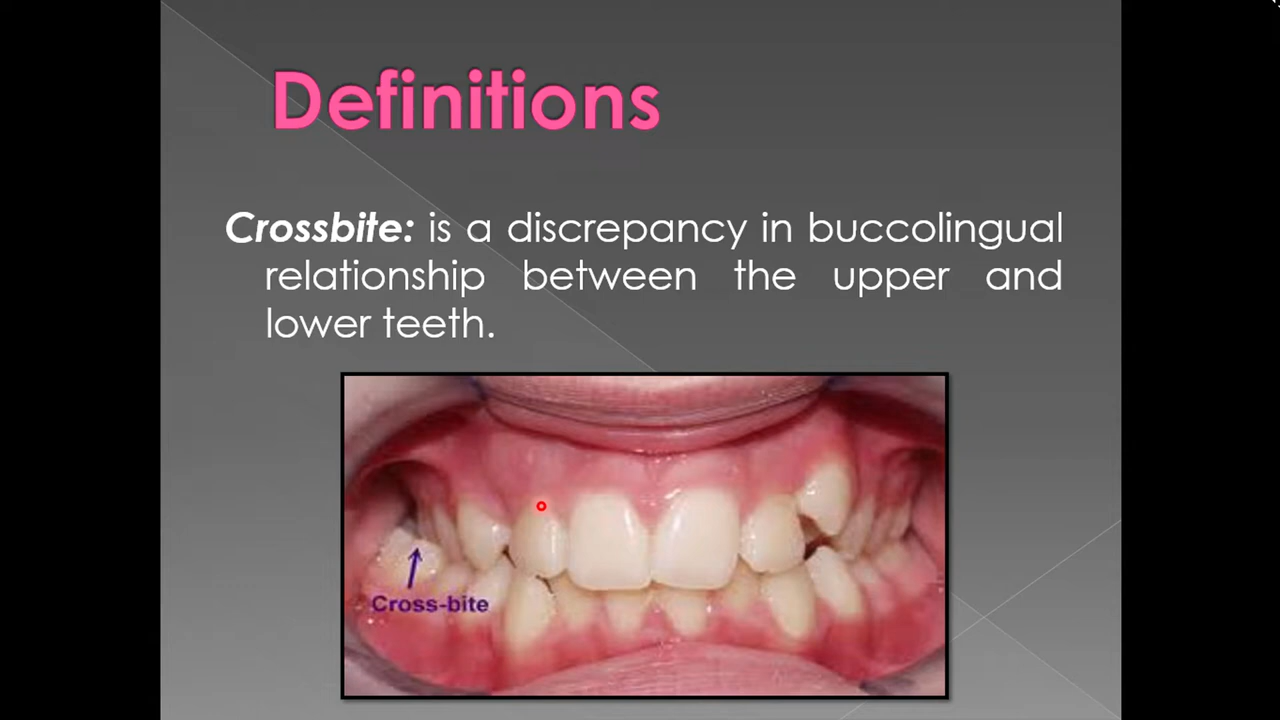 Definitions
Crossbite: is a discrepancy in buccolingual
relationship between the upper and
lower teeth.
Cross-bite